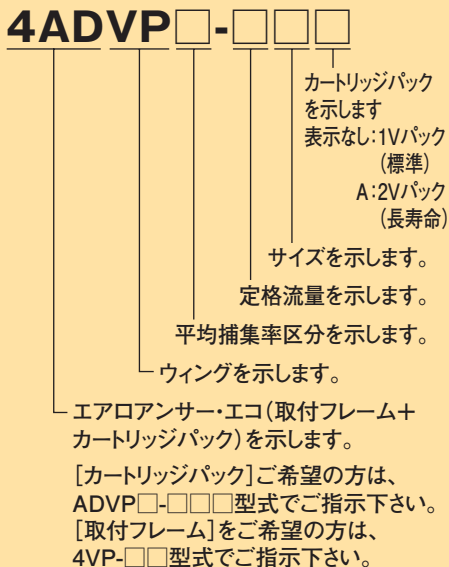 4ADVP□-□□□
カートリッジパック
を示します
表示なし:1Vパック
(標準)
A:2Vパック
(長寿命)
サイズを示します。
定格流量を示します。
平均捕集率区分を示します。
ウィングを示します。
エアロアンサー・エコ(取付フレーム+
カートリッジパック)を示します。
[カートリッジパック]ご希望の方は、
ADVP□-□□□型式でご指示下さい。
[取付フレーム]をご希望の方は、
4VP-□□型式でご指示下さい。